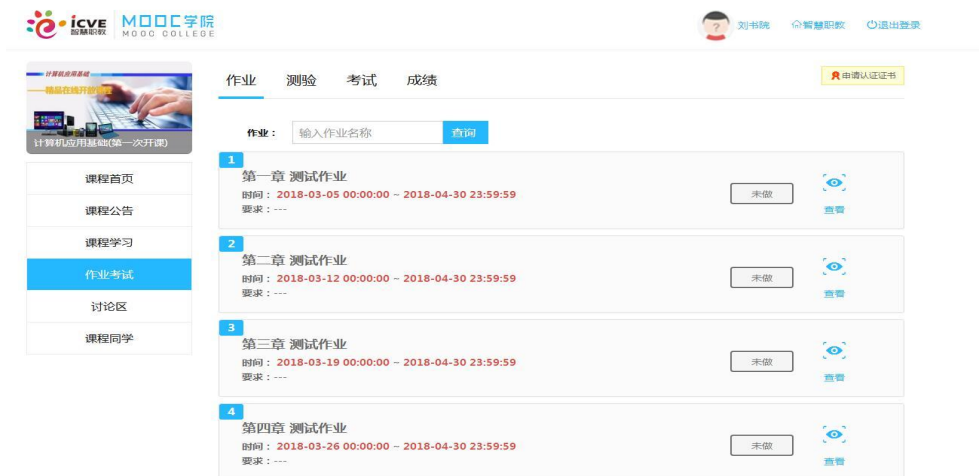 icve MOOC学院
智慧职教 MOOC COLLEGE
刘书院 智慧职教 退出登录
计算机应用基础
精品在线开放课程
计算机应用基础(第一次开课)
课程首页
课程公告
课程学习
作业考试
讨论区
课程同学
作业 测验 考试 成绩
申请认证证书
作业： 输入作业名称 查询
1
第一章 测试作业
时间： 2018-03-05 00:00:00 ~ 2018-04-30 23:59:59
要求：---
未做
查看
2
第二章 测试作业
时间： 2018-03-12 00:00:00 ~ 2018-04-30 23:59:59
要求：---
未做
查看
3
第三章 测试作业
时间： 2018-03-19 00:00:00 ~ 2018-04-30 23:59:59
要求：---
未做
查看
4
第四章 测试作业
时间： 2018-03-26 00:00:00 ~ 2018-04-30 23:59:59
要求：---
未做
查看